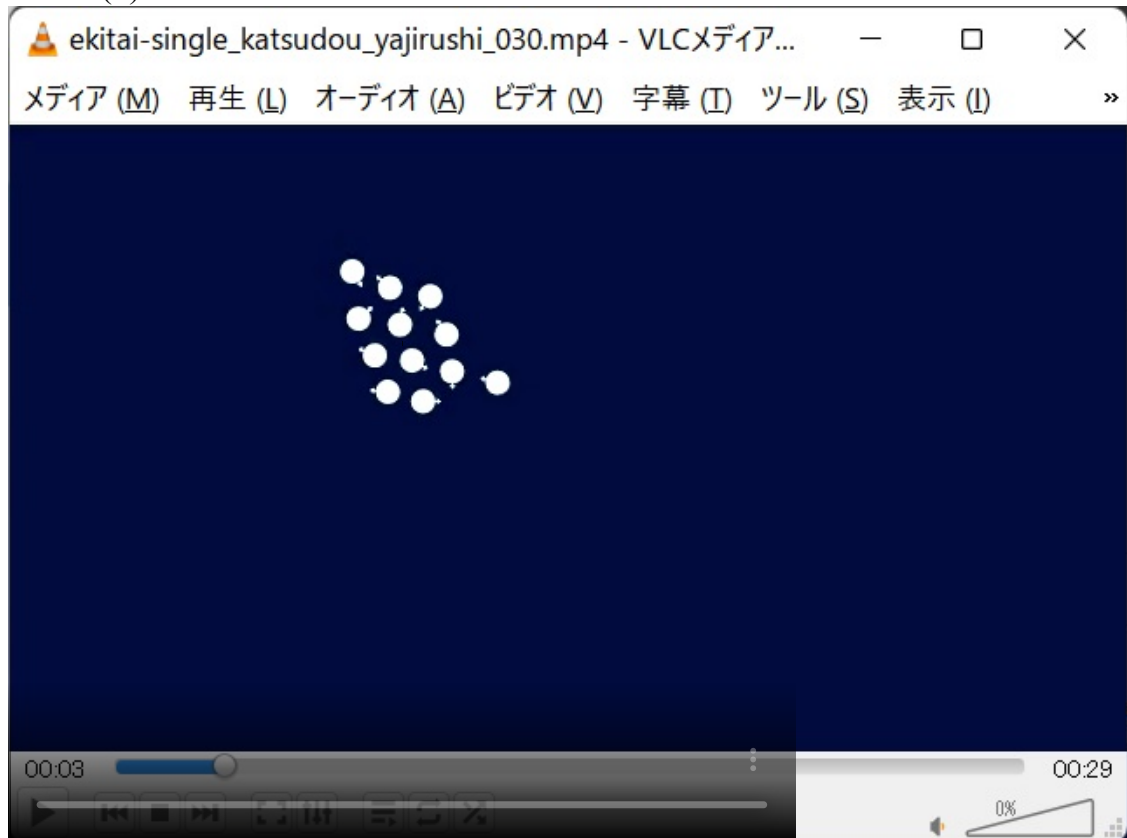 ekitai-single_katsudou_yajirushi_030.mp4 - VLCメディア...
メディア (M) 再生 (L) オーディオ (A) ビデオ (V) 字幕 (T) ツール (S) 表示 (I) »
00:03 00:29
0%